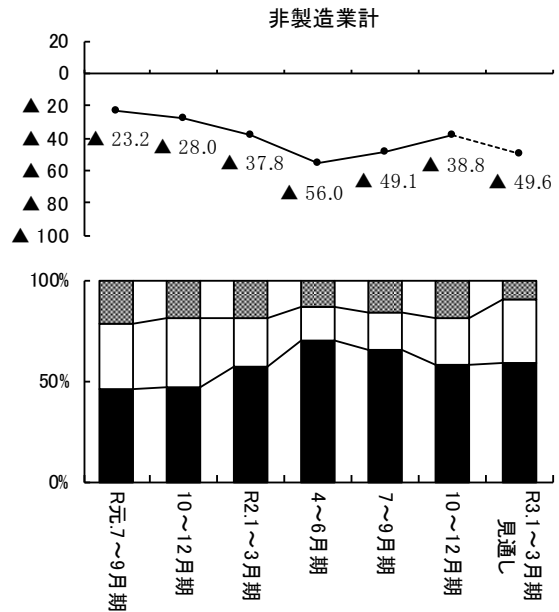 非製造業計
20
0
▲ 20
▲ 40
▲ 60
▲ 80
▲ 100
▲ 23.2
▲ 28.0
▲ 37.8
▲ 56.0
▲ 49.1
▲ 38.8
▲ 49.6
100%
50%
0%
R元.7～9月期
10～12月期
R2.1～3月期
4～6月期
7～9月期
10～12月期
R3.1～3月期
見通し